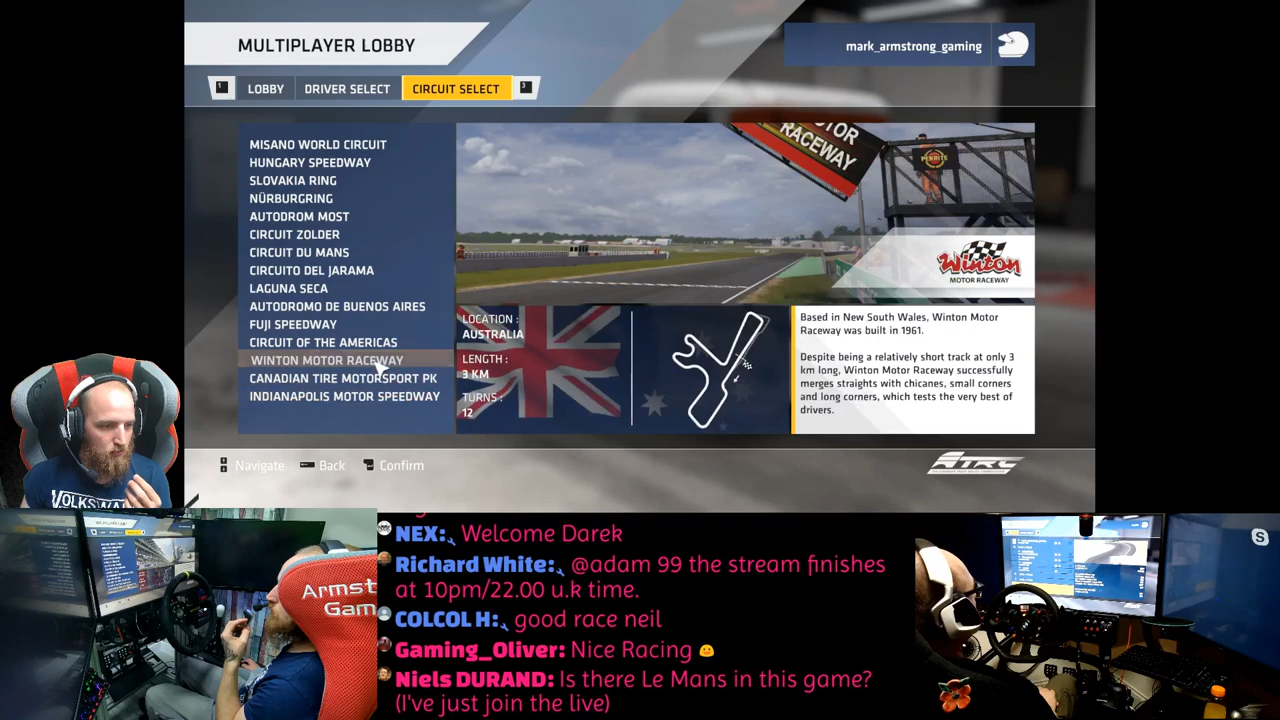 MULTIPLAYER LOBBY
mark_armstrong_gaming
1 LOBBY DRIVER SELECT CIRCUIT SELECT 3
MISANO WORLD CIRCUIT
HUNGARY SPEEDWAY
SLOVAKIA RING
NÜRBURGRING
AUTODROM MOST
CIRCUIT ZOLDER
CIRCUIT DU MANS
CIRCUITO DEL JARAMA
LAGUNA SECA
AUTODROMO DE BUENOS AIRES
FUJI SPEEDWAY
CIRCUIT OF THE AMERICAS
WINTON MOTOR RACEWAY
CANADIAN TIRE MOTORSPORT PK
INDIANAPOLIS MOTOR SPEEDWAY
MOTOR
RACEWAY
PENRITE
Winton
MOTOR RACEWAY
LOCATION :
AUSTRALIA
LENGTH :
3 KM
TURNS :
12
Based in New South Wales, Winton Motor
Raceway was built in 1961.
Despite being a relatively short track at only 3
km long, Winton Motor Raceway successfully
merges straights with chicanes, small corners
and long corners, which tests the very best of
drivers.
Navigate Back Confirm
ETRC
VOLKSWA
Armst
Gam
NEX: Welcome Darek
Richard White: @adam 99 the stream finishes
at 10pm/22.00 u.k time.
COLCOL H: good race neil
Gaming_Oliver: Nice Racing
Niels DURAND: Is there Le Mans in this game?
(I've just join the live)